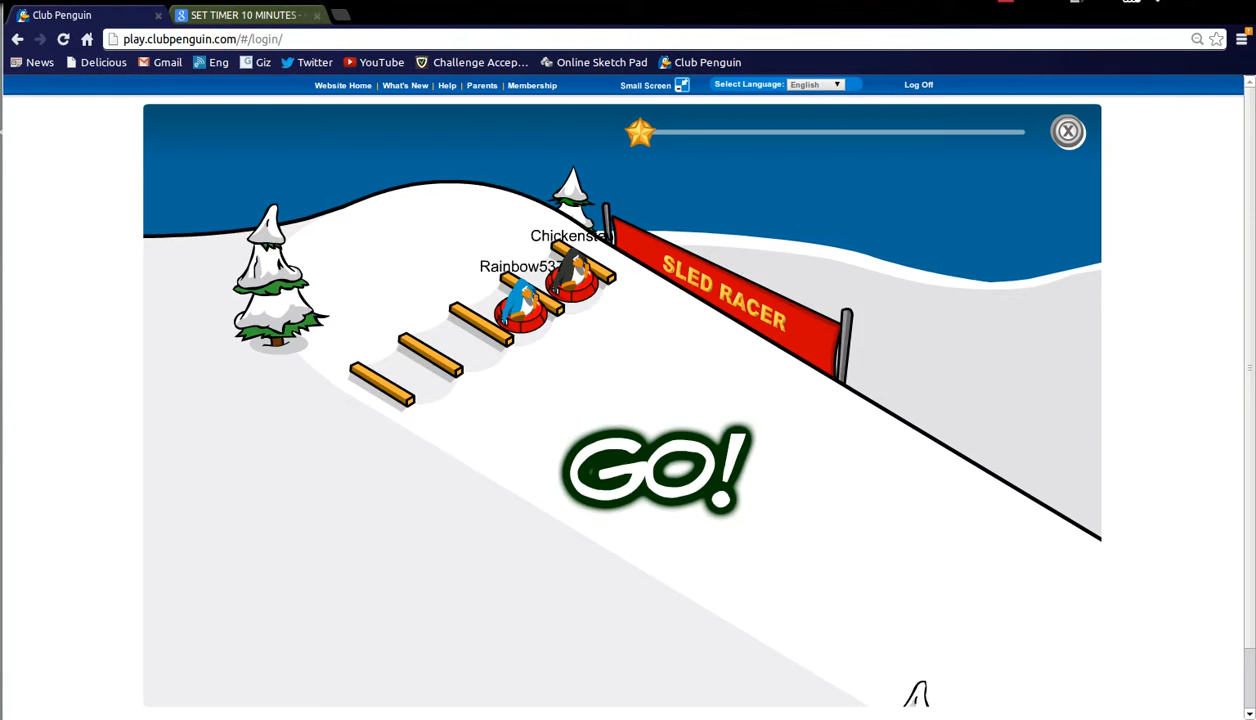 Club Penguin
SET TIMER 10 MINUTES -
play.clubpenguin.com/#/login/
News Delicious Gmail Eng Giz Twitter YouTube Challenge Accep... Online Sketch Pad Club Penguin
Website Home | What's New | Help | Parents | Membership Small Screen Select Language: English Log Off
Chickenste
Rainbow537
SLED RACER
GO!